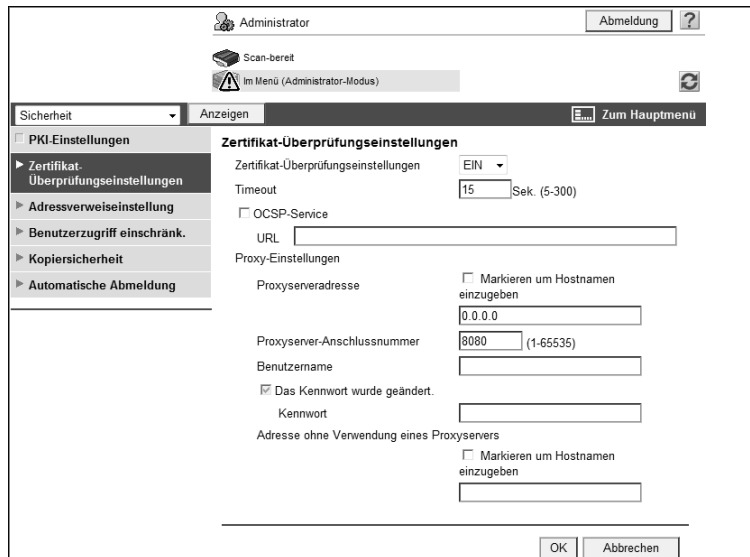 Administrator
Abmeldung
?
Scan-bereit
Im Menü (Administrator-Modus)
Sicherheit
Anzeigen
Zum Hauptmenü
PKI-Einstellungen
Zertifikat-
Überprüfungseinstellungen
Adressverweiseinstellung
Benutzerzugriff einschränk.
Kopiersicherheit
Automatische Abmeldung
Zertifikat-Überprüfungseinstellungen
Zertifikat-Überprüfungseinstellungen EIN
Timeout 15 Sek. (5-300)
OCSP-Service
URL
Proxy-Einstellungen
Proxyserveradresse
Markieren um Hostnamen
einzugeben
0.0.0.0
Proxyserver-Anschlussnummer 8080 (1-65535)
Benutzername
Das Kennwort wurde geändert.
Kennwort
Adresse ohne Verwendung eines Proxyservers
Markieren um Hostnamen
einzugeben
OK
Abbrechen